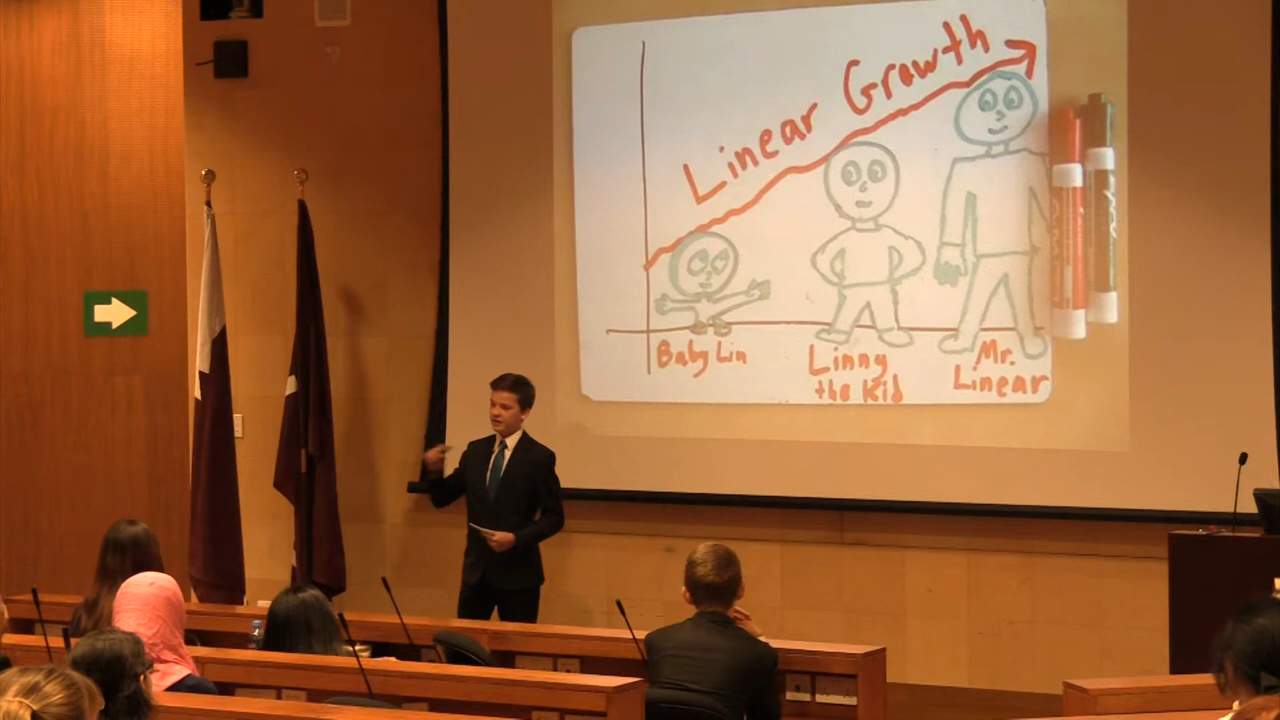 Linear Growth
Baby Lin
Linny
the Kid
Mr.
Linear